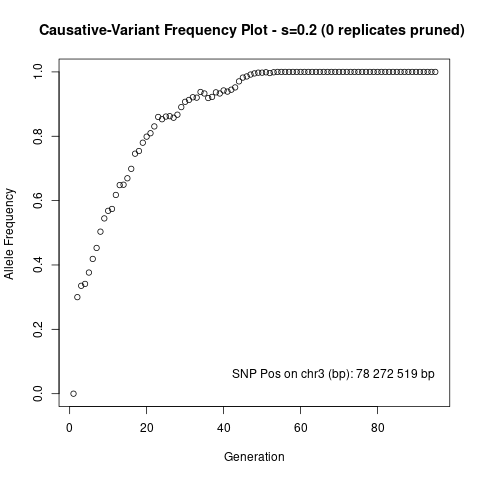 Causative-Variant Frequency Plot - s=0.2 (0 replicates pruned)
1.0
0.8
0.6
0.4
0.2
0.0
Allele Frequency
SNP Pos on chr3 (bp): 78 272 519 bp
0 20 40 60 80
Generation